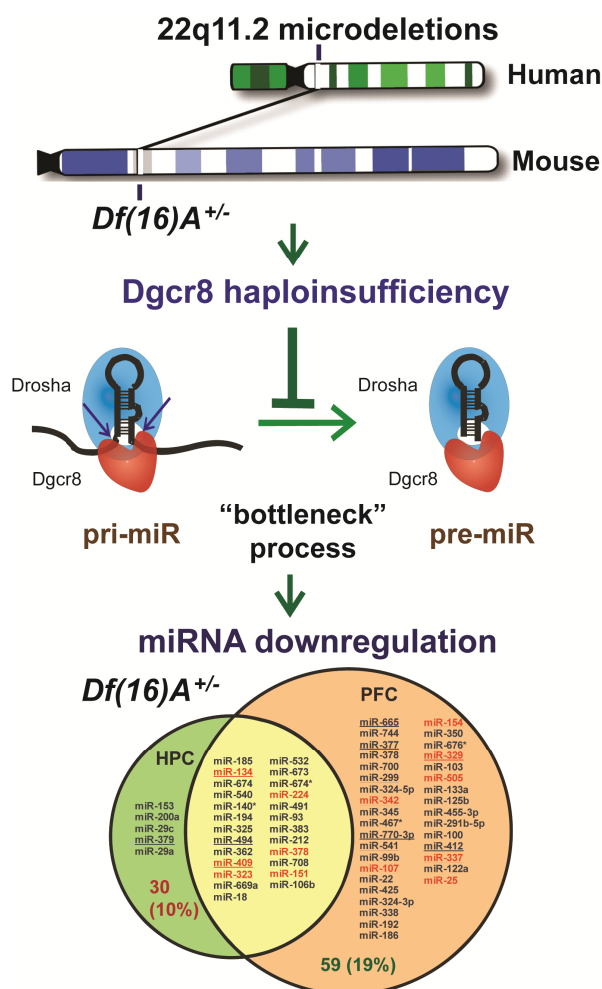 22q11.2 microdeletions
Human
Mouse
Df(16)A+/-
Dgcr8 haploinsufficiency
Drosha
Dgcr8
pri-miR
Drosha
Dgcr8
pre-miR
“bottleneck”
process
miRNA downregulation
Df(16)A+/-
HPC
miR-153
miR-200a
miR-29c
miR-379
miR-29a
30
(10%)
miR-185
miR-134
miR-674
miR-540
miR-140*
miR-194
miR-325
miR-494
miR-362
miR-409
miR-323
miR-669a
miR-18
miR-532
miR-673
miR-674*
miR-224
miR-491
miR-93
miR-383
miR-212
miR-378
miR-708
miR-151
miR-106b
PFC
miR-665
miR-744
miR-377
miR-378
miR-700
miR-299
miR-324-5p
miR-342
miR-345
miR-467*
miR-770-3p
miR-541
miR-99b
miR-107
miR-22
miR-425
miR-324-3p
miR-338
miR-192
miR-186
miR-154
miR-350
miR-676*
miR-329
miR-103
miR-505
miR-133a
miR-125b
miR-455-3p
miR-291b-5p
miR-100
miR-412
miR-337
miR-122a
miR-25
59 (19%)